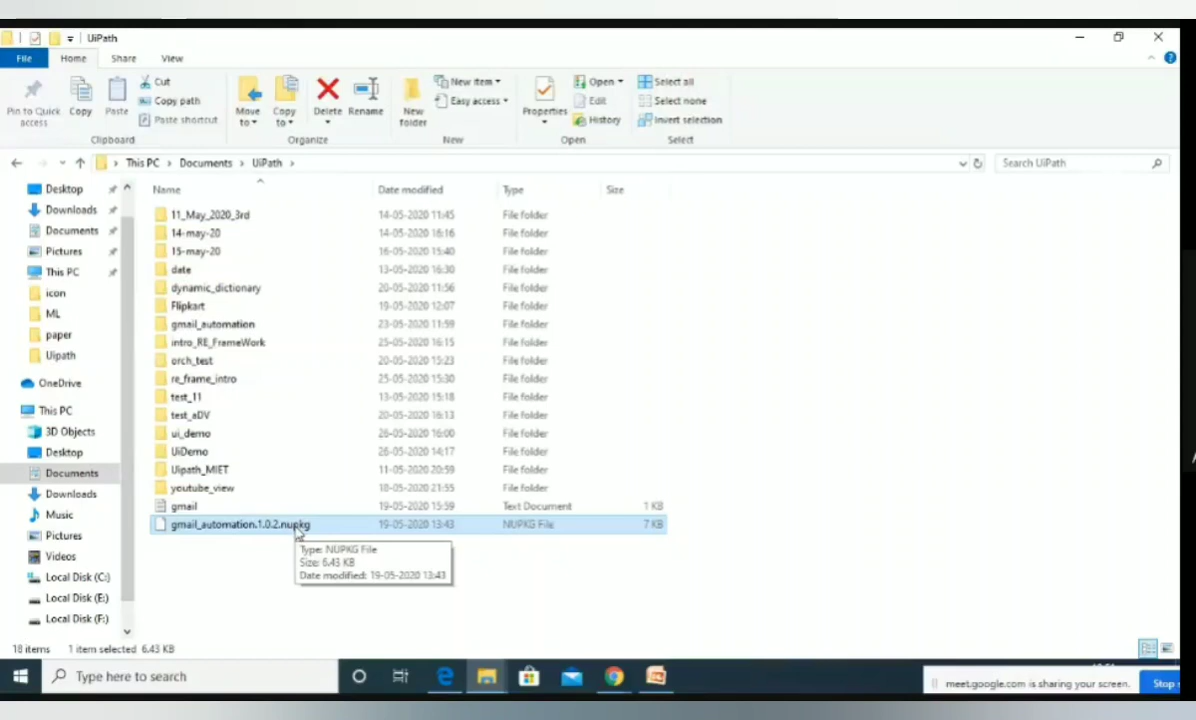 UiPath
File Home Share View
Pin to Quick access
Copy
Paste
Cut
Copy path
Paste shortcut
Move to
Copy to
Delete
Rename
New folder
New item
Easy access
Properties
Open
Edit
History
Select all
Select none
Invert selection
Clipboard Organize New Open Select
This PC > Documents > UiPath >
Search UiPath
Name Date modified Type Size
11_May_2020_3rd 14-05-2020 11:45 File folder
14-may-20 14-05-2020 16:16 File folder
15-may-20 16-05-2020 15:40 File folder
date 13-05-2020 16:30 File folder
dynamic_dictionary 20-05-2020 11:56 File folder
Flipkart 19-05-2020 12:07 File folder
gmail_automation 23-05-2020 11:59 File folder
intro_RE_FrameWork 25-05-2020 16:15 File folder
orch_test 20-05-2020 15:23 File folder
re_frame_intro 25-05-2020 15:30 File folder
test_11 13-05-2020 15:18 File folder
test_aDV 20-05-2020 16:13 File folder
ui_demo 26-05-2020 16:00 File folder
UiDemo 26-05-2020 14:17 File folder
Uipath_MIET 11-05-2020 20:59 File folder
youtube_view 18-05-2020 21:55 File folder
gmail 19-05-2020 15:59 Text Document 1 KB
gmail_automation.1.0.2.nupkg 19-05-2020 13:43 NUPKG File 7 KB
Type: NUPKG File
Size: 6.43 KB
Date modified: 19-05-2020 13:43
Desktop
Downloads
Documents
Pictures
This PC
icon
ML
paper
Uipath
OneDrive
This PC
3D Objects
Desktop
Documents
Downloads
Music
Pictures
Videos
Local Disk (C:)
Local Disk (E:)
Local Disk (F:)
18 items 1 item selected 6.43 KB
Type here to search
meet.google.com is sharing your screen.
Stop